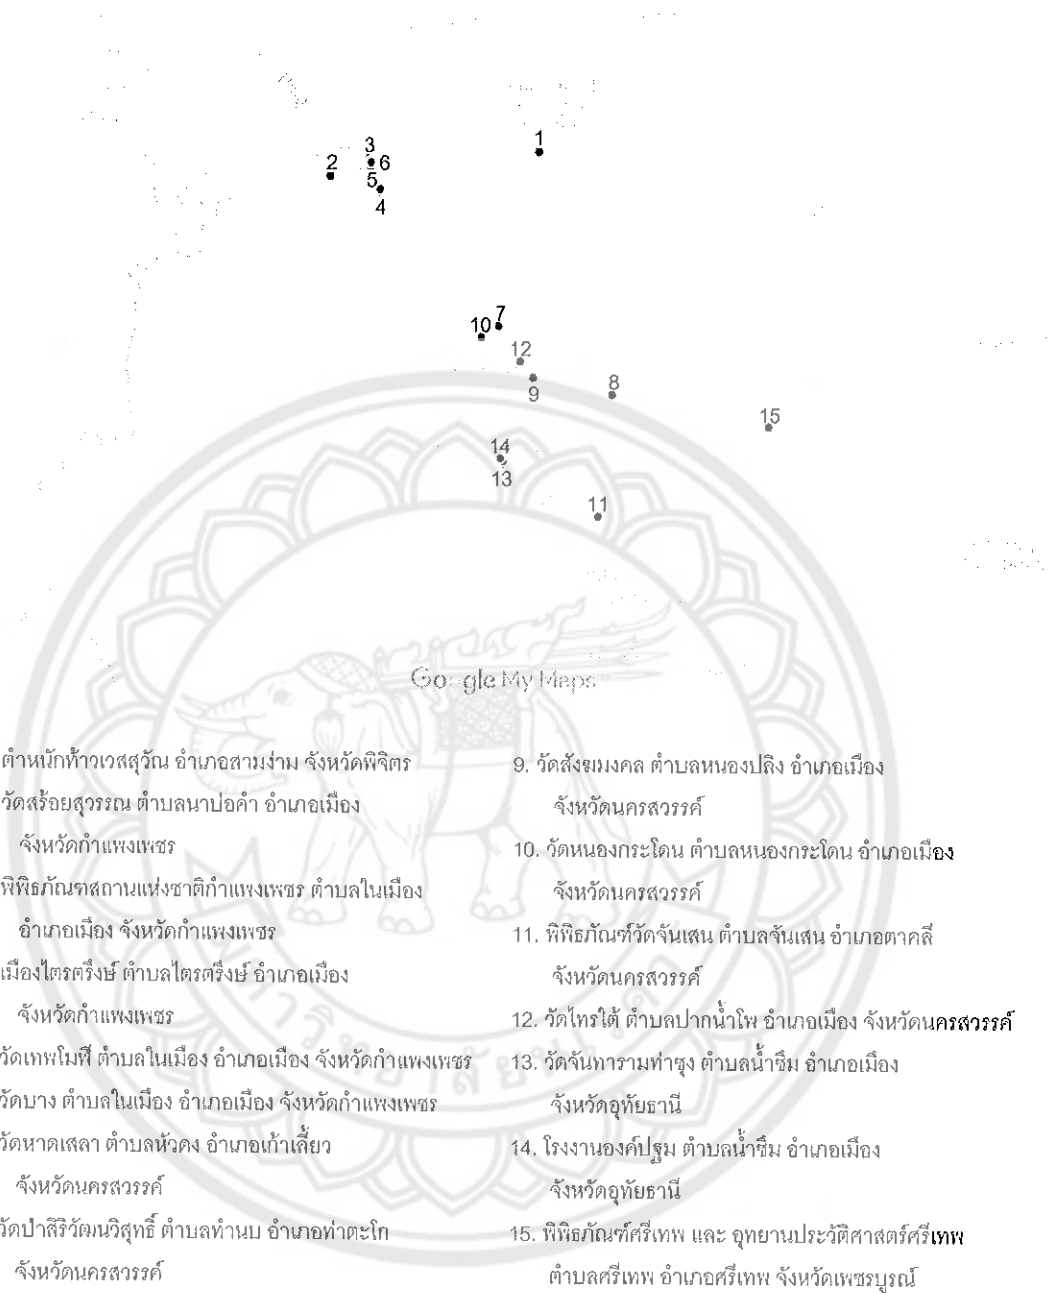 1
3
2
6
5
4
7
10
12
8
9
15
14
13
11
Google My Maps
ตำหนักท้าวเวสสุวัณ อำเภอสามง่าม จังหวัดพิจิตร
วัดสร้อยสุวรรณ ตำบลนาบ่อคำ อำเภอเมือง
จังหวัดกำแพงเพชร
พิพิธภัณฑสถานแห่งชาติกำแพงเพชร ตำบลในเมือง
อำเภอเมือง จังหวัดกำแพงเพชร
เมืองไตรตรึงษ์ ตำบลไตรตรึงษ์ อำเภอเมือง
จังหวัดกำแพงเพชร
วัดเทพโมฬี ตำบลในเมือง อำเภอเมือง จังหวัดกำแพงเพชร
วัดบาง ตำบลในเมือง อำเภอเมือง จังหวัดกำแพงเพชร
วัดหาดเสลา ตำบลหัวดง อำเภอเก้าเลี้ยว
จังหวัดนครสวรรค์
วัดป่าสิริวัฒนวิสุทธิ์ ตำบลทำนบ อำเภอท่าตะโก
จังหวัดนครสวรรค์
9. วัดสังฆมงคล ตำบลหนองปลิง อำเภอเมือง
จังหวัดนครสวรรค์
10. วัดหนองกระโดน ตำบลหนองกระโดน อำเภอเมือง
จังหวัดนครสวรรค์
11. พิพิธภัณฑ์วัดจันเสน ตำบลจันเสน อำเภอตาคลี
จังหวัดนครสวรรค์
12. วัดไทรใต้ ตำบลปากน้ำโพ อำเภอเมือง จังหวัดนครสวรรค์
13. วัดจันทารามท่าซุง ตำบลน้ำซึม อำเภอเมือง
จังหวัดอุทัยธานี
14. โรงงานองค์ปฐม ตำบลน้ำซึม อำเภอเมือง
จังหวัดอุทัยธานี
15. พิพิธภัณฑ์ศรีเทพ และ อุทยานประวัติศาสตร์ศรีเทพ
ตำบลศรีเทพ อำเภอศรีเทพ จังหวัดเพชรบูรณ์